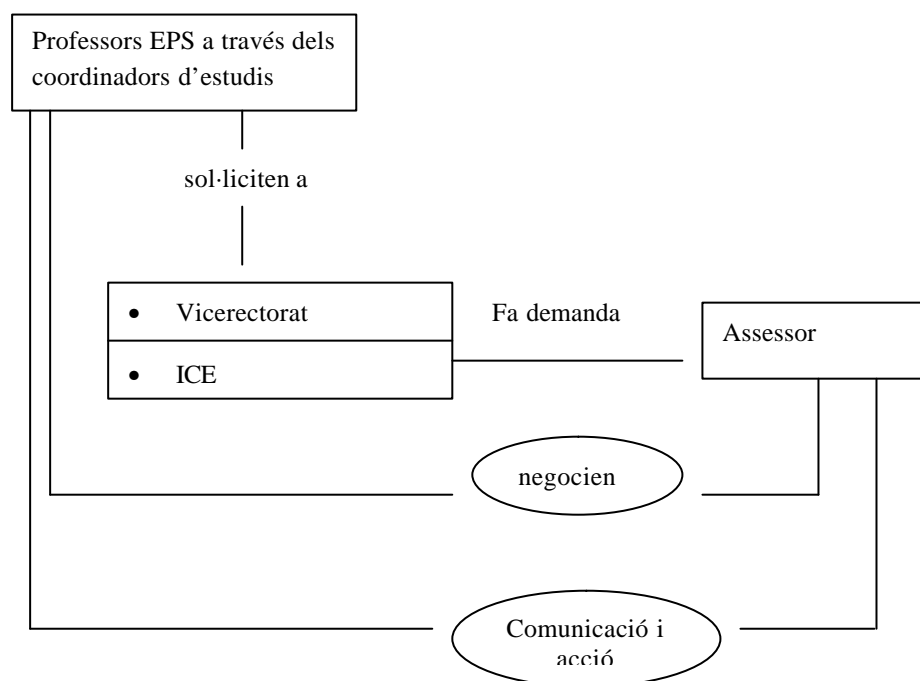 Professors EPS a través dels
coordinadors d'estudis
sol·liciten a
• Vicerectorat
Fa demanda
Assessor
• ICE
negocien
Comunicació i
acció